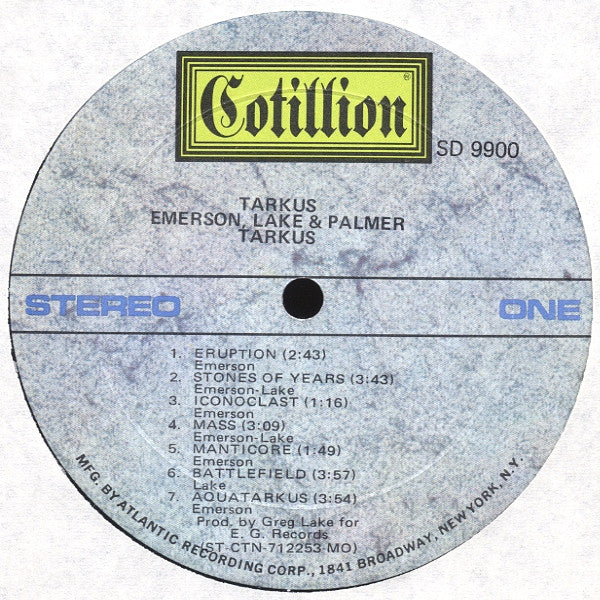 Cotillion®
SD 9900
TARKUS
EMERSON, LAKE & PALMER
TARKUS
STEREO
ONE
1. ERUPTION (2:43)
Emerson
2. STONES OF YEARS (3:43)
Emerson-Lake
3. ICONOCLAST (1:16)
Emerson
4. MASS (3:09)
Emerson-Lake
5. MANTICORE (1:49)
Emerson
6. BATTLEFIELD (3:57)
Lake
7. AQUATARKUS (3:54)
Emerson
Prod. by Greg Lake for
E. G. Records
(ST-CTN-712253-MO)
MFG. BY ATLANTIC RECORDING CORP., 1841 BROADWAY, NEW YORK, N.Y.